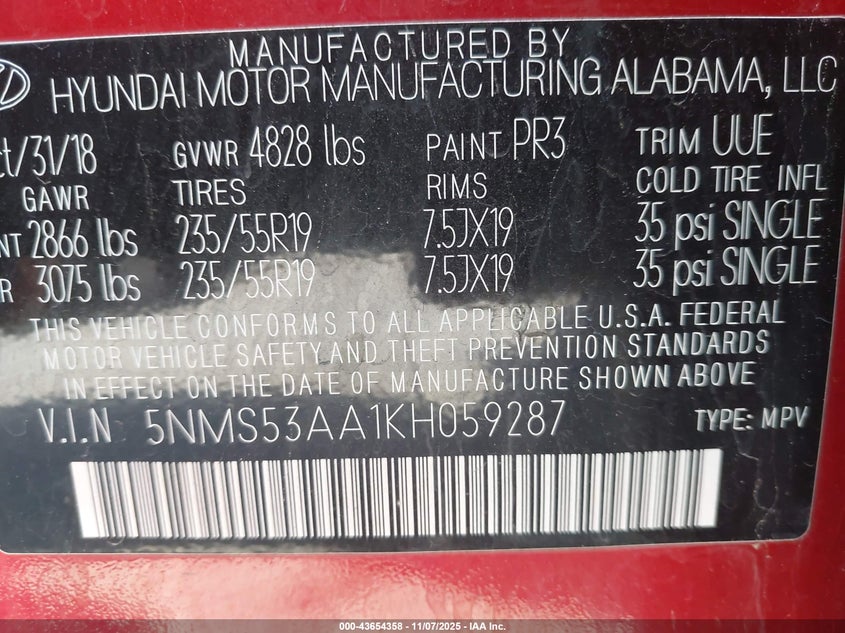 MANUFACTURED BY
HYUNDAI MOTOR MANUFACTURING ALABAMA, LLC
ct/31/18 GVWR 4828 lbs PAINT PR3 TRIM UUE
GAWR TIRES RIMS COLD TIRE INFL
NT 2866 lbs 235/55R19 7.5JX19 35 psi SINGLE
R 3075 lbs 235/55R19 7.5JX19 35 psi SINGLE
THIS VEHICLE CONFORMS TO ALL APPLICABLE U.S.A. FEDERAL
MOTOR VEHICLE SAFETY AND THEFT PREVENTION STANDARDS
IN EFFECT ON THE DATE OF MANUFACTURE SHOWN ABOVE
V.I.N 5NMS53AA1KH059287 TYPE: MPV
000-43654358 - 11/07/2025 - IAA Inc.